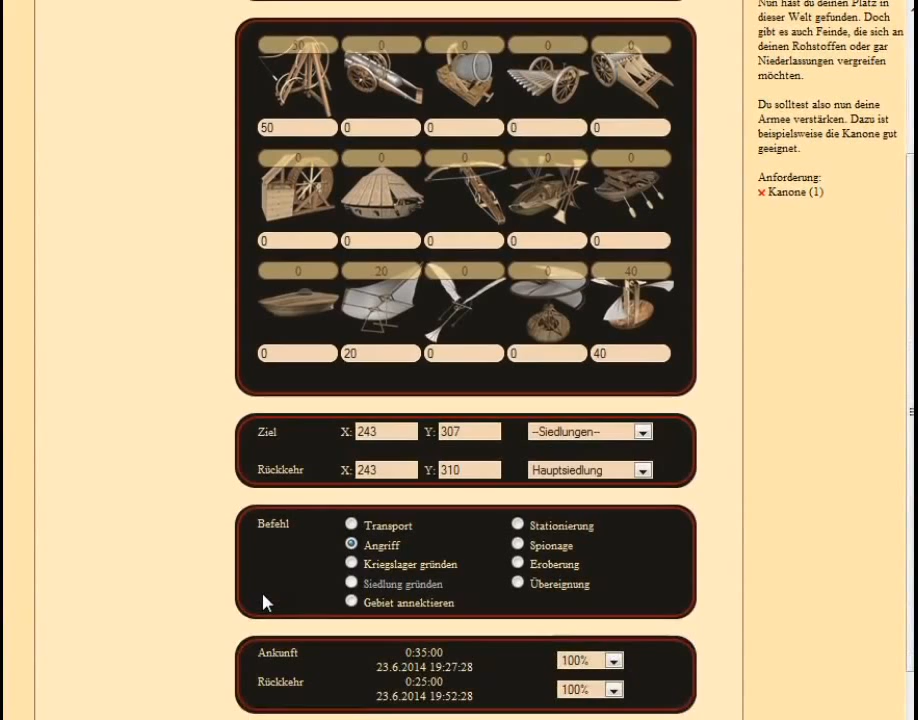 50 0 0 0 0
50 0 0 0 0
0 0 0 0 0
0 0 0 0 0
0 20 0 0 40
0 20 0 0 40
Ziel X: 243 Y: 307 --Siedlungen--
Rückkehr X: 243 Y: 310 Hauptsiedlung
Befehl
Transport Stationierung
Angriff Spionage
Kriegslager gründen Eroberung
Siedlung gründen Übereignung
Gebiet annektieren
Ankunft 0:35:00 100%
23.6.2014 19:27:28
Rückkehr 0:25:00 100%
23.6.2014 19:52:28
Nun hast du deinen Platz in
dieser Welt gefunden. Doch
gibt es auch Feinde, die sich an
deinen Rohstoffen oder gar
Niederlassungen vergreifen
möchten.
Du solltest also nun deine
Armee verstärken. Dazu ist
beispielsweise die Kanone gut
geeignet.
Anforderung:
Kanone (1)